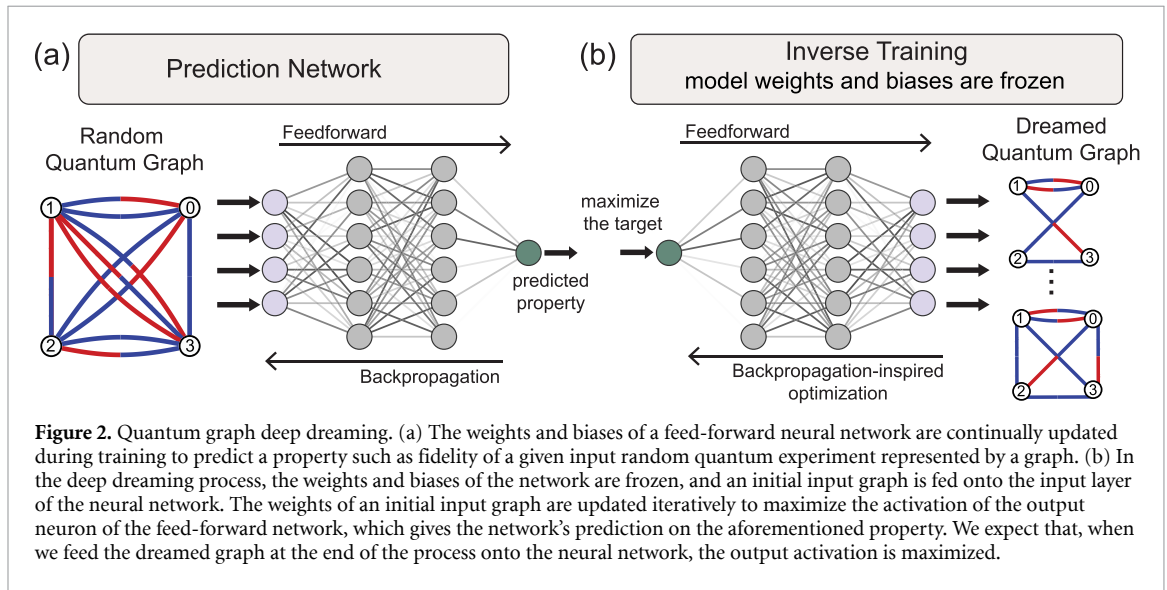 (a)
Prediction Network
Random
Quantum Graph
Feedforward
1
0
2
3
predicted
property
Backpropagation
(b)
Inverse Training
model weights and biases are frozen
Feedforward
maximize
the target
Backpropagation-inspired
optimization
Dreamed
Quantum Graph
1
0
2
3
1
0
2
3
Figure 2. Quantum graph deep dreaming. (a) The weights and biases of a feed-forward neural network are continually updated
during training to predict a property such as fidelity of a given input random quantum experiment represented by a graph. (b) In
the deep dreaming process, the weights and biases of the network are frozen, and an initial input graph is fed onto the input layer
of the neural network. The weights of an initial input graph are updated iteratively to maximize the activation of the output
neuron of the feed-forward network, which gives the network's prediction on the aforementioned property. We expect that, when
we feed the dreamed graph at the end of the process onto the neural network, the output activation is maximized.